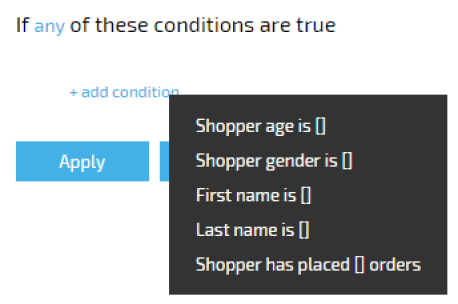 If any of these conditions are true
+ add condition
Shopper age is []
Apply
Shopper gender is []
First name is []
Last name is []
Shopper has placed [] orders